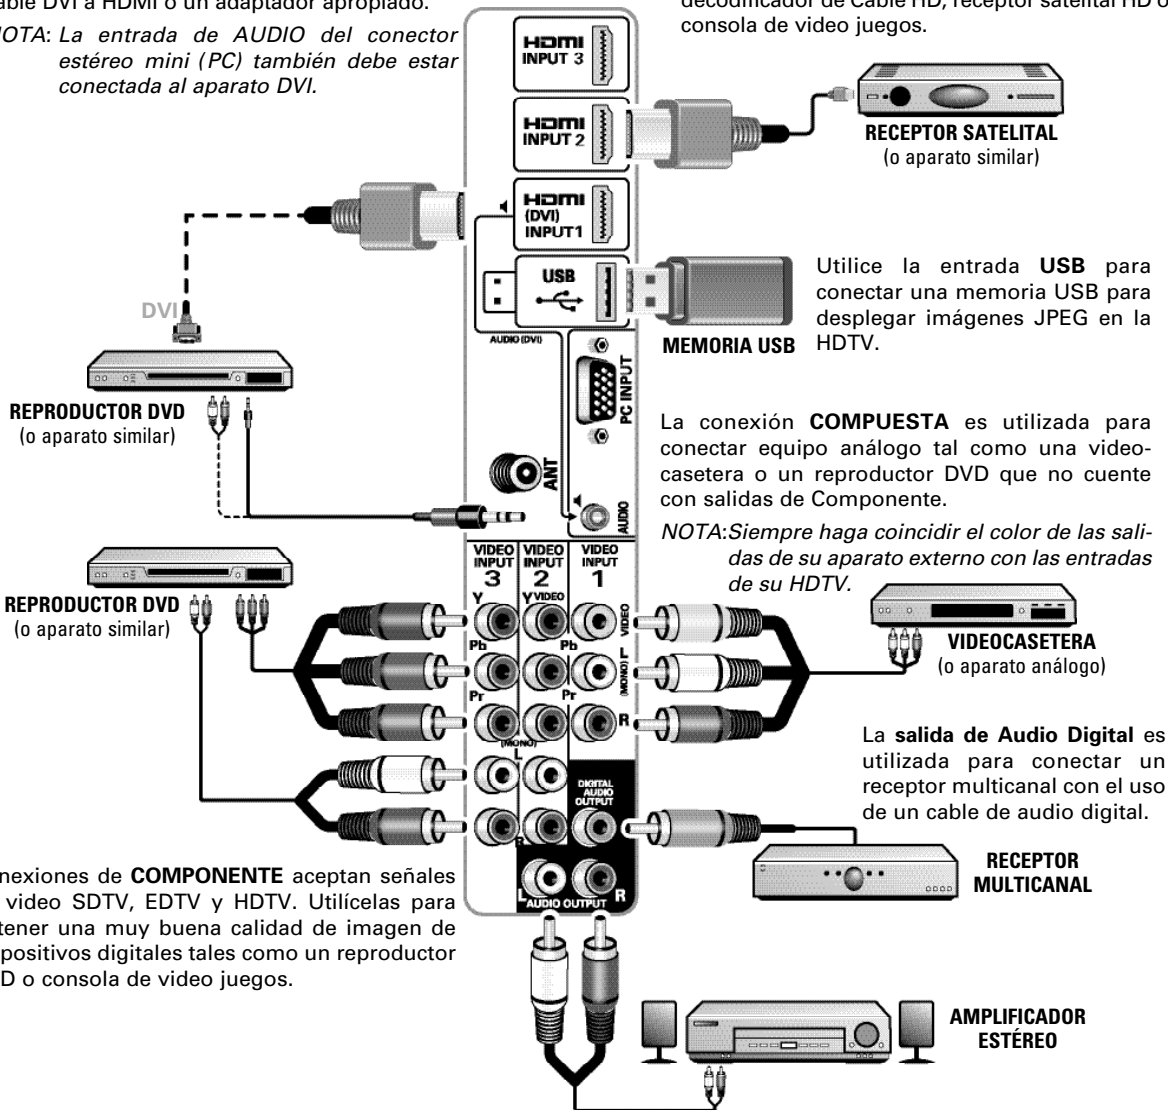 cable DVI a HDMI o un adaptador apropiado.
NOTA: La entrada de AUDIO del conector
estéreo mini (PC) también debe estar
conectada al aparato DVI.
decodificador de Cable HD, receptor satelital HD o
consola de video juegos.
HDMI
INPUT 3
HDMI
INPUT 2
RECEPTOR SATELITAL
(o aparato similar)
HDMI
(DVI)
INPUT1
USB
AUDIO (DVI)
MEMORIA USB
Utilice la entrada USB para
conectar una memoria USB para
desplegar imágenes JPEG en la
HDTV.
DVI
REPRODUCTOR DVD
(o aparato similar)
PC INPUT
ANT
AUDIO
La conexión COMPUESTA es utilizada para
conectar equipo análogo tal como una video-
casetera o un reproductor DVD que no cuente
con salidas de Componente.
NOTA:Siempre haga coincidir el color de las sali-
das de su aparato externo con las entradas
de su HDTV.
REPRODUCTOR DVD
(o aparato similar)
VIDEO INPUT 3
VIDEO INPUT 2
VIDEO INPUT 1
Y
Y VIDEO
VIDEO
Pb
Pb
L
(MONO)
Pr
Pr
R
(MONO)
L
R
VIDEOCASETERA
(o aparato análogo)
La salida de Audio Digital es
utilizada para conectar un
receptor multicanal con el uso
de un cable de audio digital.
DIGITAL
AUDIO
OUTPUT
RECEPTOR
MULTICANAL
L
R
AUDIO OUTPUT
nexiones de COMPONENTE aceptan señales
video SDTV, EDTV y HDTV. Utilícelas para
tener una muy buena calidad de imagen de
positivos digitales tales como un reproductor
D o consola de video juegos.
AMPLIFICADOR
ESTÉREO